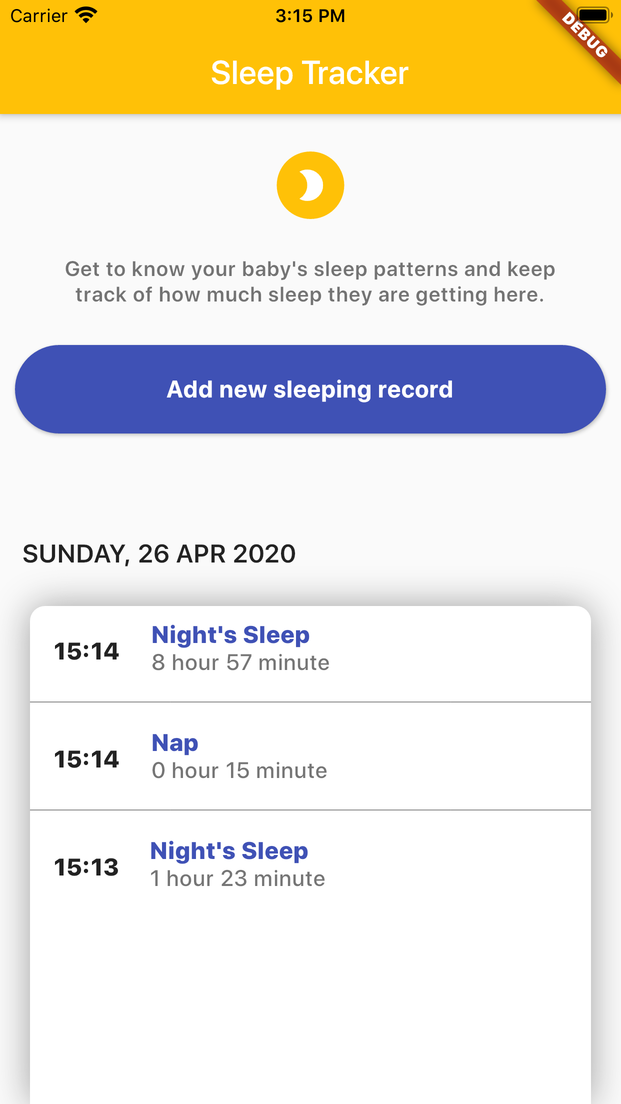 Carrier 3:15 PM
DEBUG
Sleep Tracker
Get to know your baby's sleep patterns and keep
track of how much sleep they are getting here.
Add new sleeping record
SUNDAY, 26 APR 2020
15:14 Night's Sleep
8 hour 57 minute
15:14 Nap
0 hour 15 minute
15:13 Night's Sleep
1 hour 23 minute